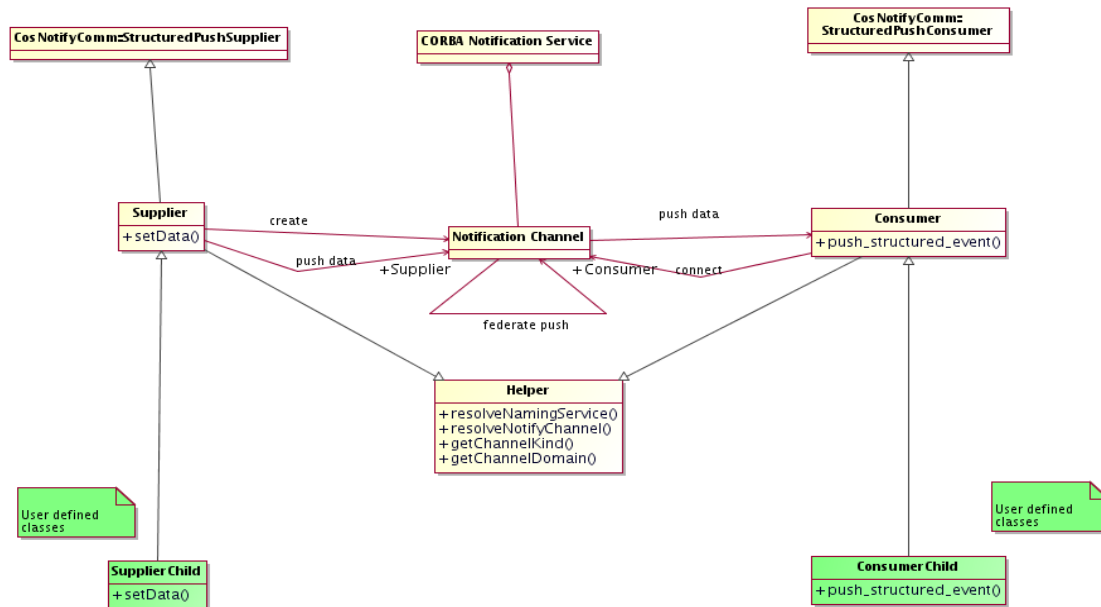 CosNotifyComm::StructuredPushSupplier
CORBA Notification Service
CosNotifyComm::
StructuredPushConsumer
Supplier
+setData()
create
push data
Notification Channel
+Supplier
+Consumer
push data
connect
Consumer
+push_structured_event()
federate push
Helper
+resolveNamingService()
+resolveNotifyChannel()
+getChannelKind()
+getChannelDomain()
User defined
classes
User defined
classes
SupplierChild
+setData()
ConsumerChild
+push_structured_event()